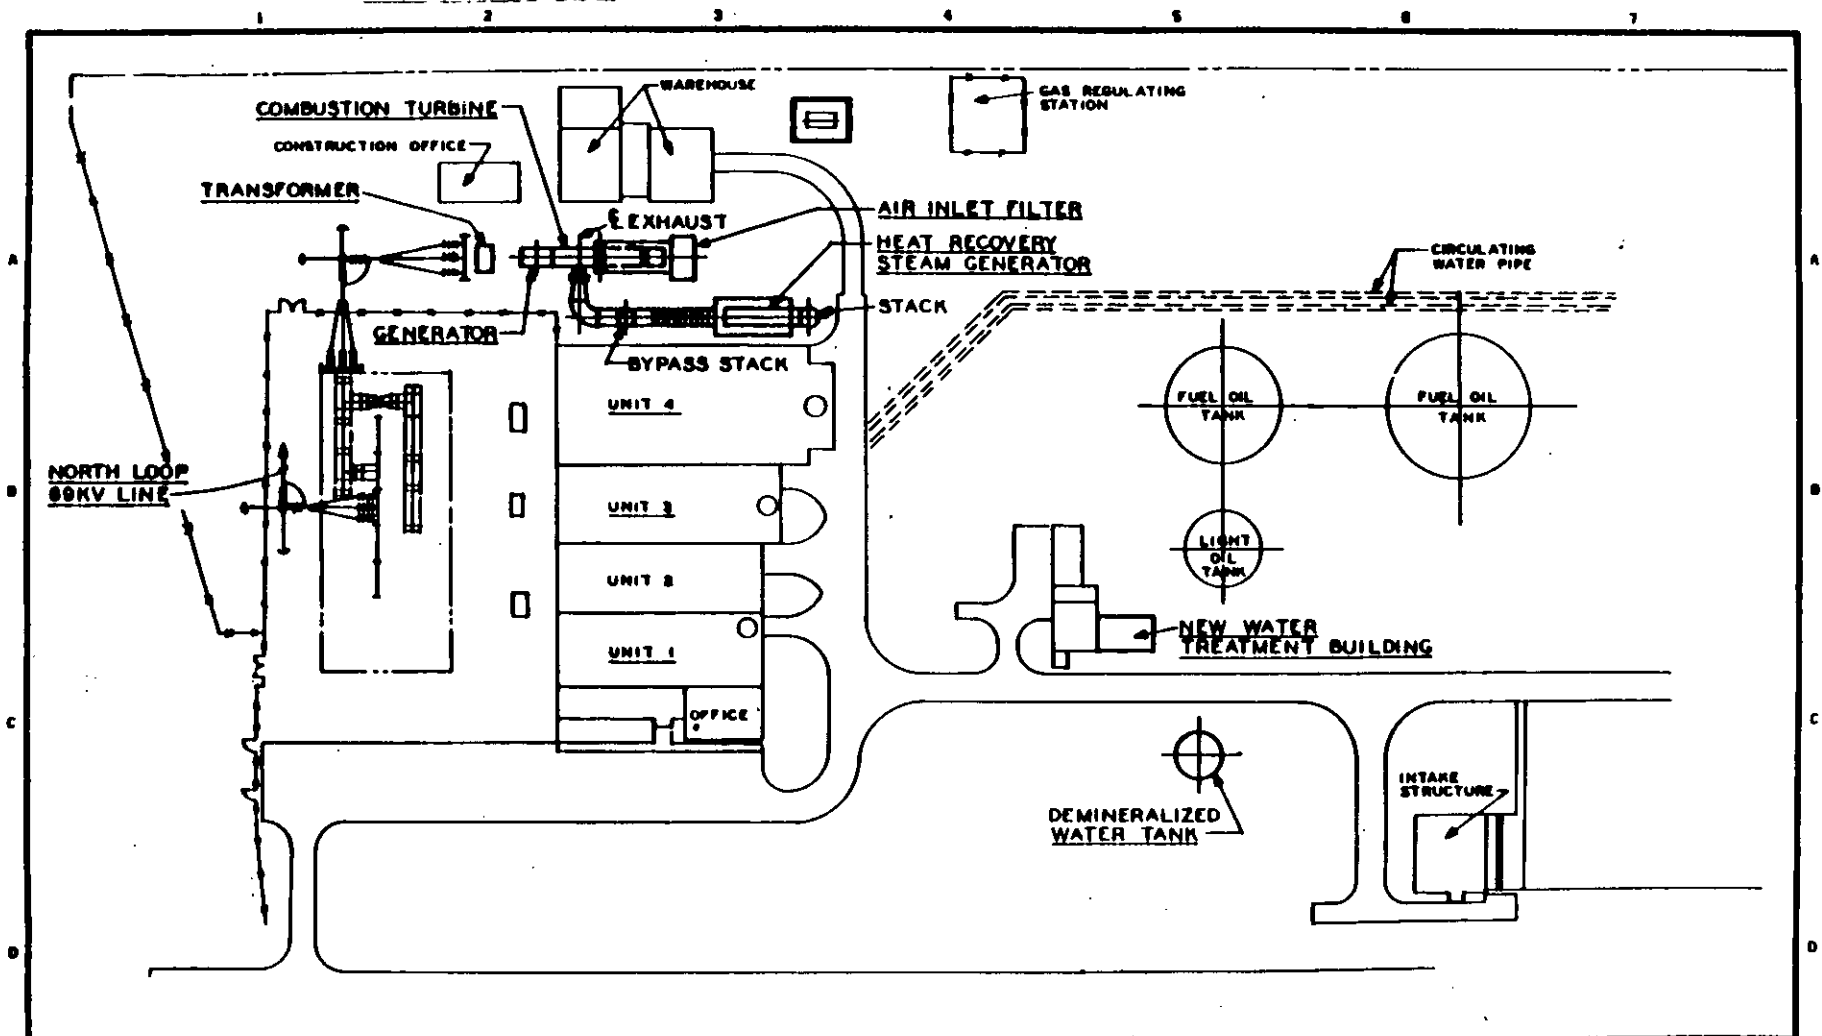 1 2 3 4 5 6 7
WAREHOUSE
COMBUSTION TURBINE
GAS REGULATING
STATION
CONSTRUCTION OFFICE
TRANSFORMER
℄ EXHAUST
AIR INLET FILTER
HEAT RECOVERY
STEAM GENERATOR
CIRCULATING
WATER PIPE
A A
STACK
GENERATOR
BYPASS STACK
UNIT 4
FUEL OIL
TANK
FUEL OIL
TANK
NORTH LOOP
69KV LINE
B B
UNIT 3
LIGHT
OIL
TANK
UNIT 2
NEW WATER
TREATMENT BUILDING
UNIT 1
OFFICE
C C
INTAKE
STRUCTURE
DEMINERALIZED
WATER TANK
D D